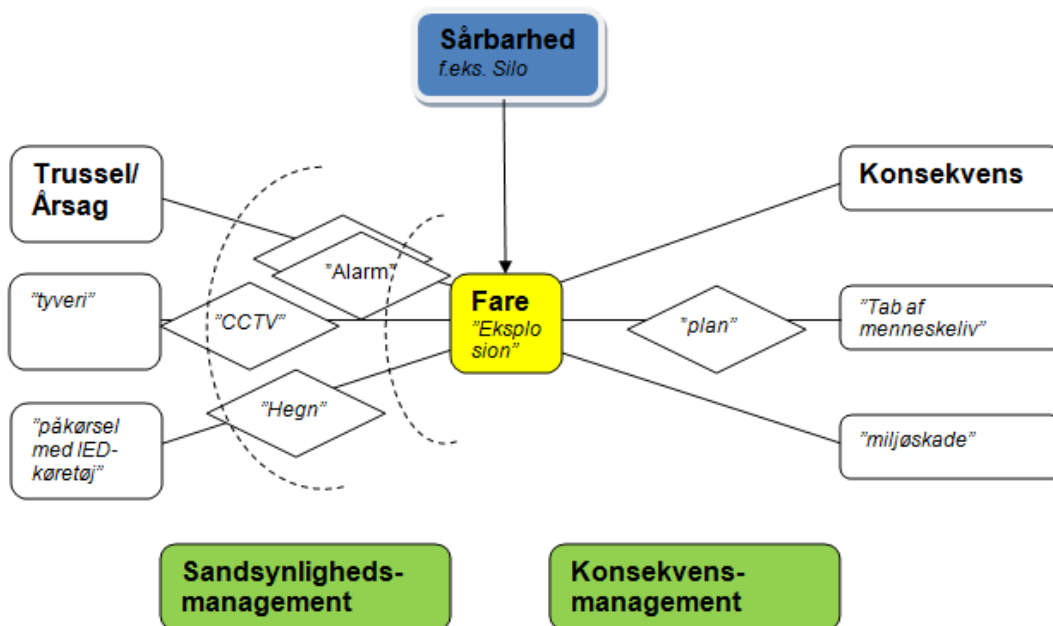 Sårbarhed
f.eks. Silo
Trussel/
Årsag
Konsekvens
"Alarm"
"tyveri"
"CCTV"
Fare
"Eksplo
sion"
"plan"
"Tab af
menneskeliv"
"Hegn"
"påkørsel
med IED-
køretøj"
"miljøskade"
Sandsynligheds-
management
Konsekvens-
management